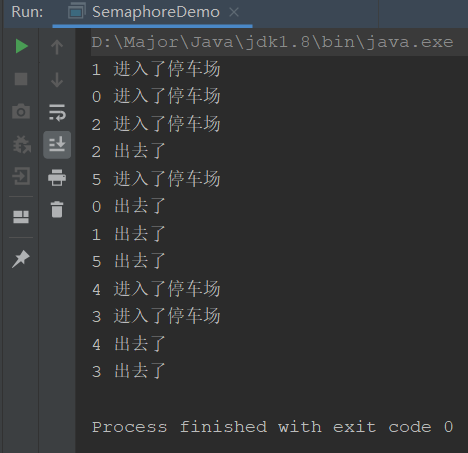 Run: SemaphoreDemo
D:\Major\Java\jdk1.8\bin\java.exe
1 进入了停车场
0 进入了停车场
2 进入了停车场
2 出去了
5 进入了停车场
0 出去了
1 出去了
5 出去了
4 进入了停车场
3 进入了停车场
4 出去了
3 出去了
Process finished with exit code 0